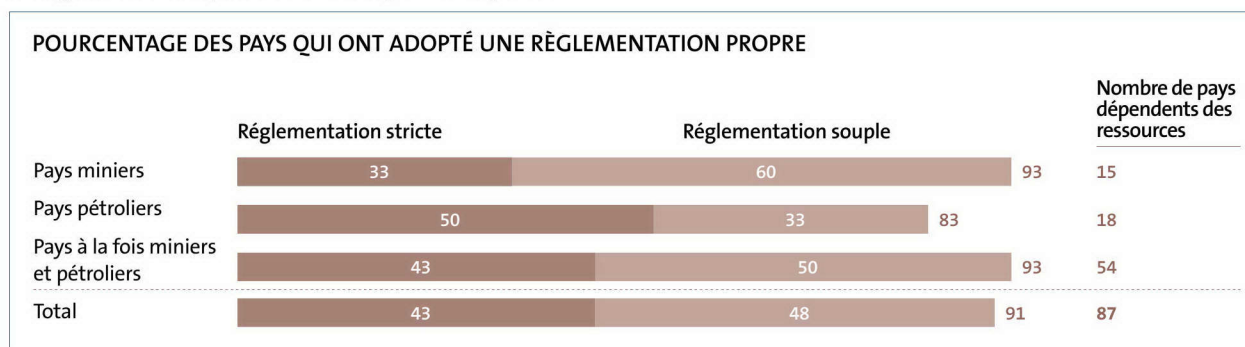 POURCENTAGE DES PAYS QUI ONT ADOPTÉ UNE RÈGLEMENTATION PROPRE
Nombre de pays
dépendents des
ressources
Réglementation stricte Réglementation souple
Pays miniers 33 60 93 15
Pays pétroliers 50 33 83 18
Pays à la fois miniers
et pétroliers 43 50 93 54
Total 43 48 91 87